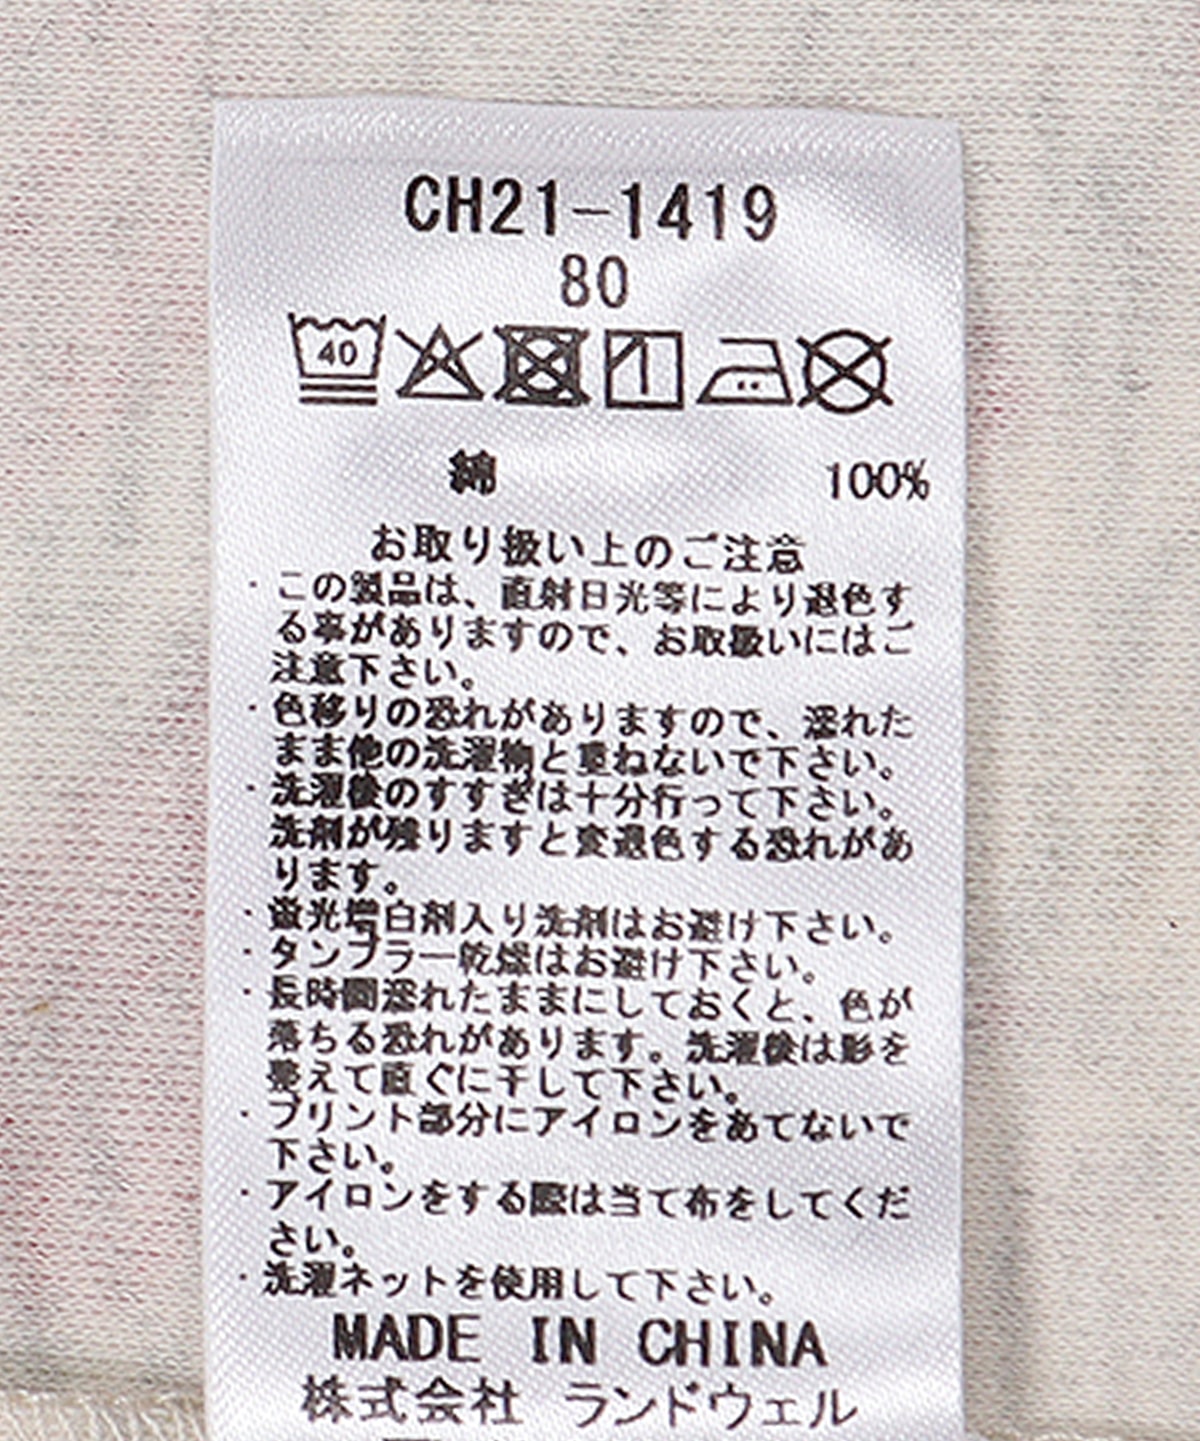 CH21-1419
80
40
綿 100%
お取り扱い上のご注意
・この製品は、直射日光等により退色す
る事がありますので、お取扱いにはご
注意下さい。
・色移りの恐れがありますので、濡れた
まま他の洗濯物と重ねないで下さい。
・洗濯後のすすぎは十分行って下さい。
洗剤が残りますと変退色する恐れがあ
ります。
・蛍光増白剤入り洗剤はお避け下さい。
・タンブラー乾燥はお避け下さい。
・長時間濡れたままにしておくと、色が
落ちる恐れがあります。洗濯後は形を
整えて直ぐに干して下さい。
・プリント部分にアイロンをあてないで
下さい。
・アイロンをする際は当て布をしてくだ
さい。
・洗濯ネットを使用して下さい。
MADE IN CHINA
株式会社 ランドウェル